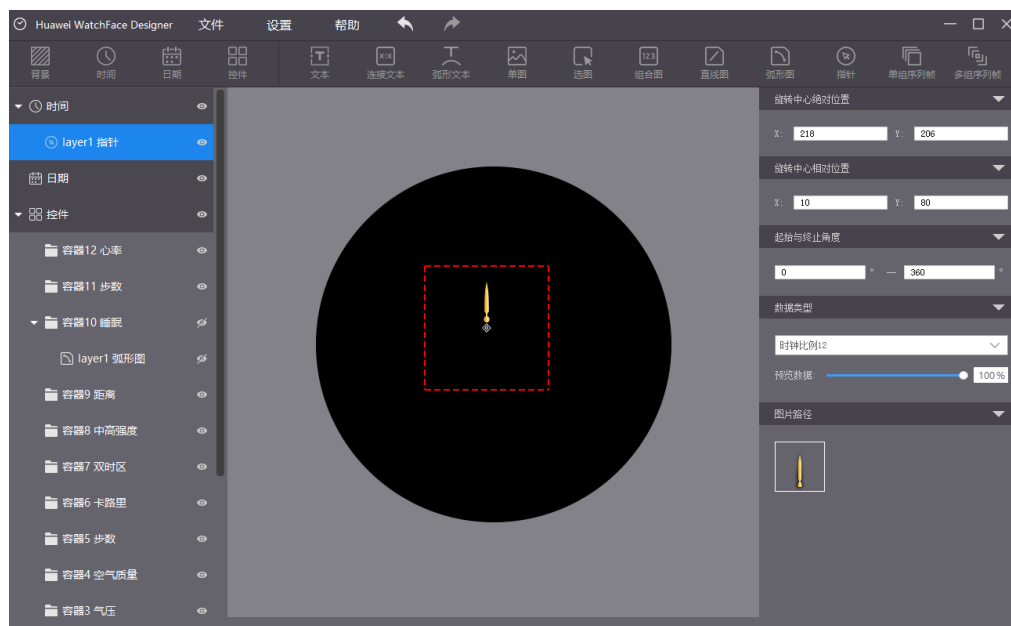 Huawei WatchFace Designer 文件 设置 帮助
背景 时间 日期 控件 文本 连接文本 弧形文本 单图 选图 组合图 直线图 弧形图 指针 单组序列帧 多组序列帧
时间
layer1 指针
日期
控件
容器12 心率
容器11 步数
容器10 睡眠
layer1 弧形图
容器9 距离
容器8 中高强度
容器7 双时区
容器6 卡路里
容器5 步数
容器4 空气质量
容器3 气压
旋转中心绝对位置
X: 218 Y: 206
旋转中心相对位置
X: 10 Y: 80
起始与终止角度
0 ° — 360 °
数据类型
时钟比例12
预览数据: 100 %
图片路径